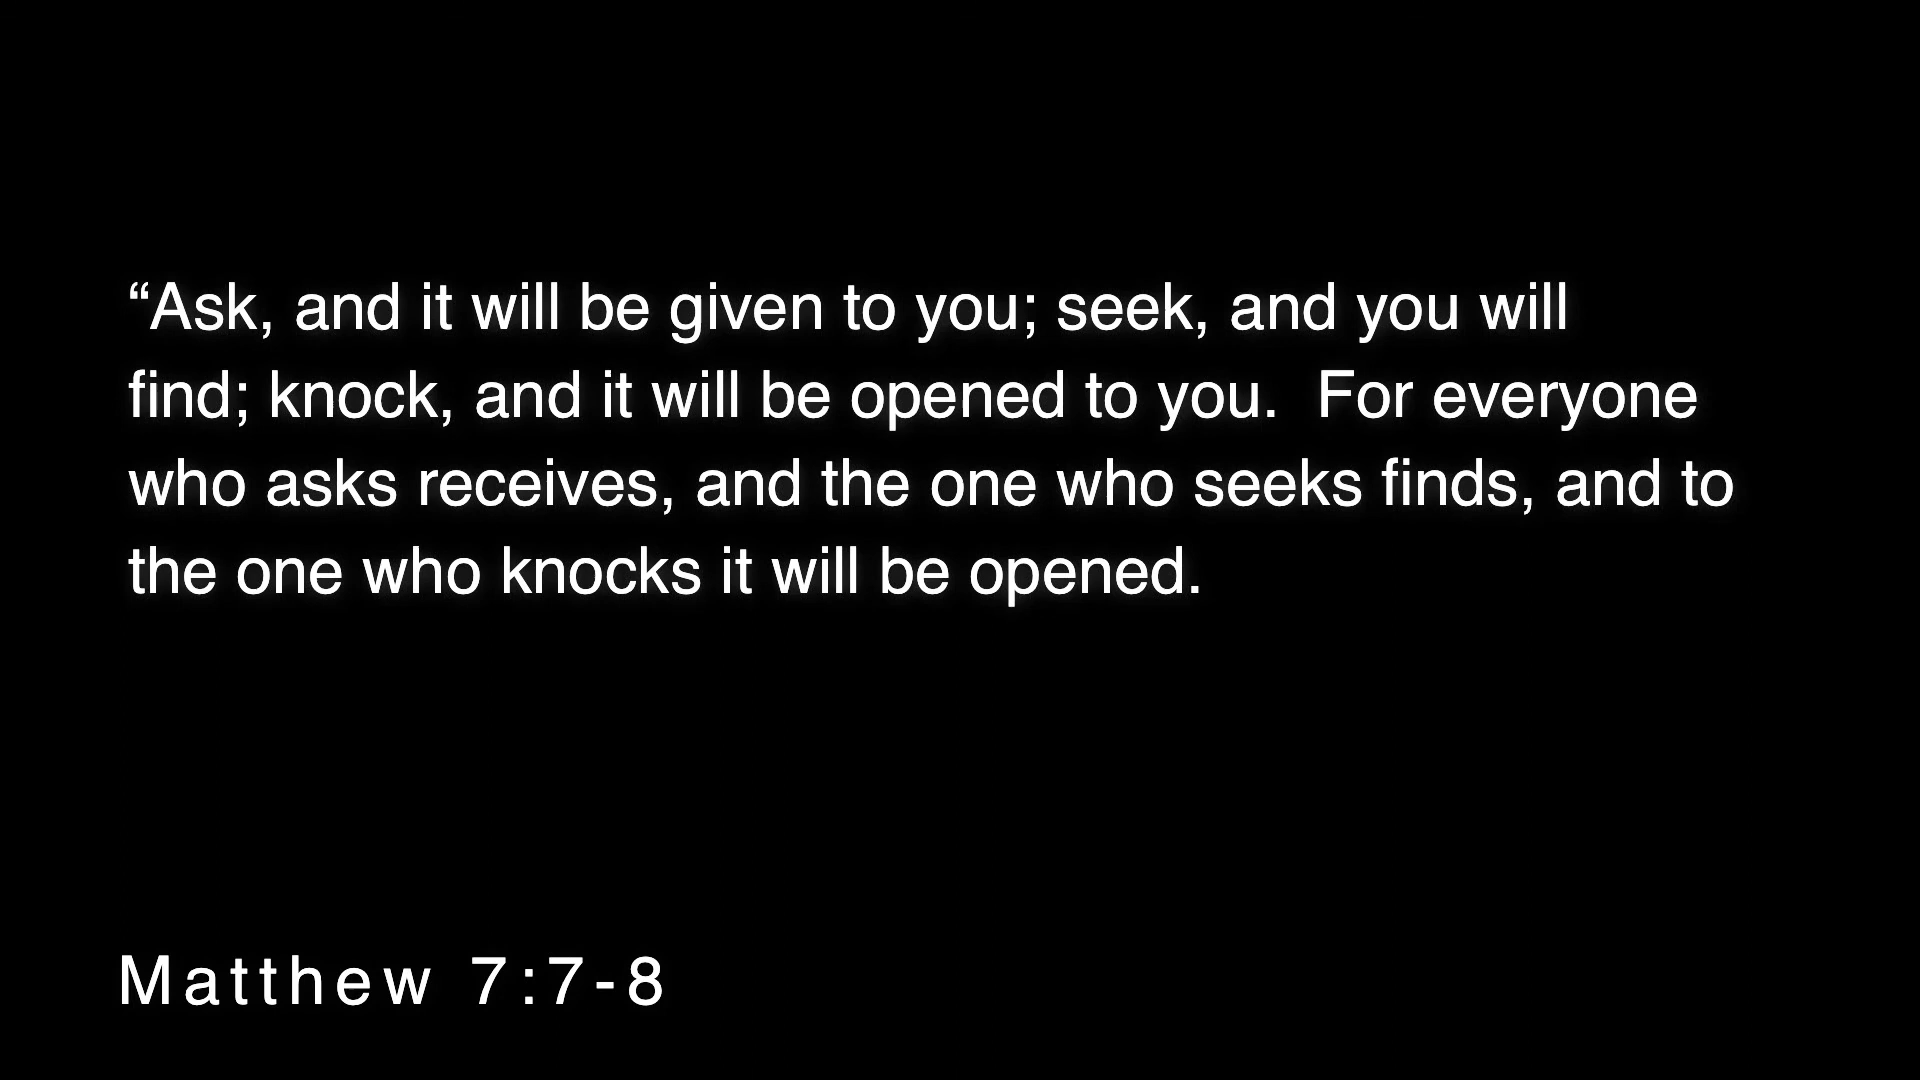 “Ask, and it will be given to you; seek, and you will
find; knock, and it will be opened to you.  For everyone
who asks receives, and the one who seeks finds, and to
the one who knocks it will be opened.
Matthew 7:7-8